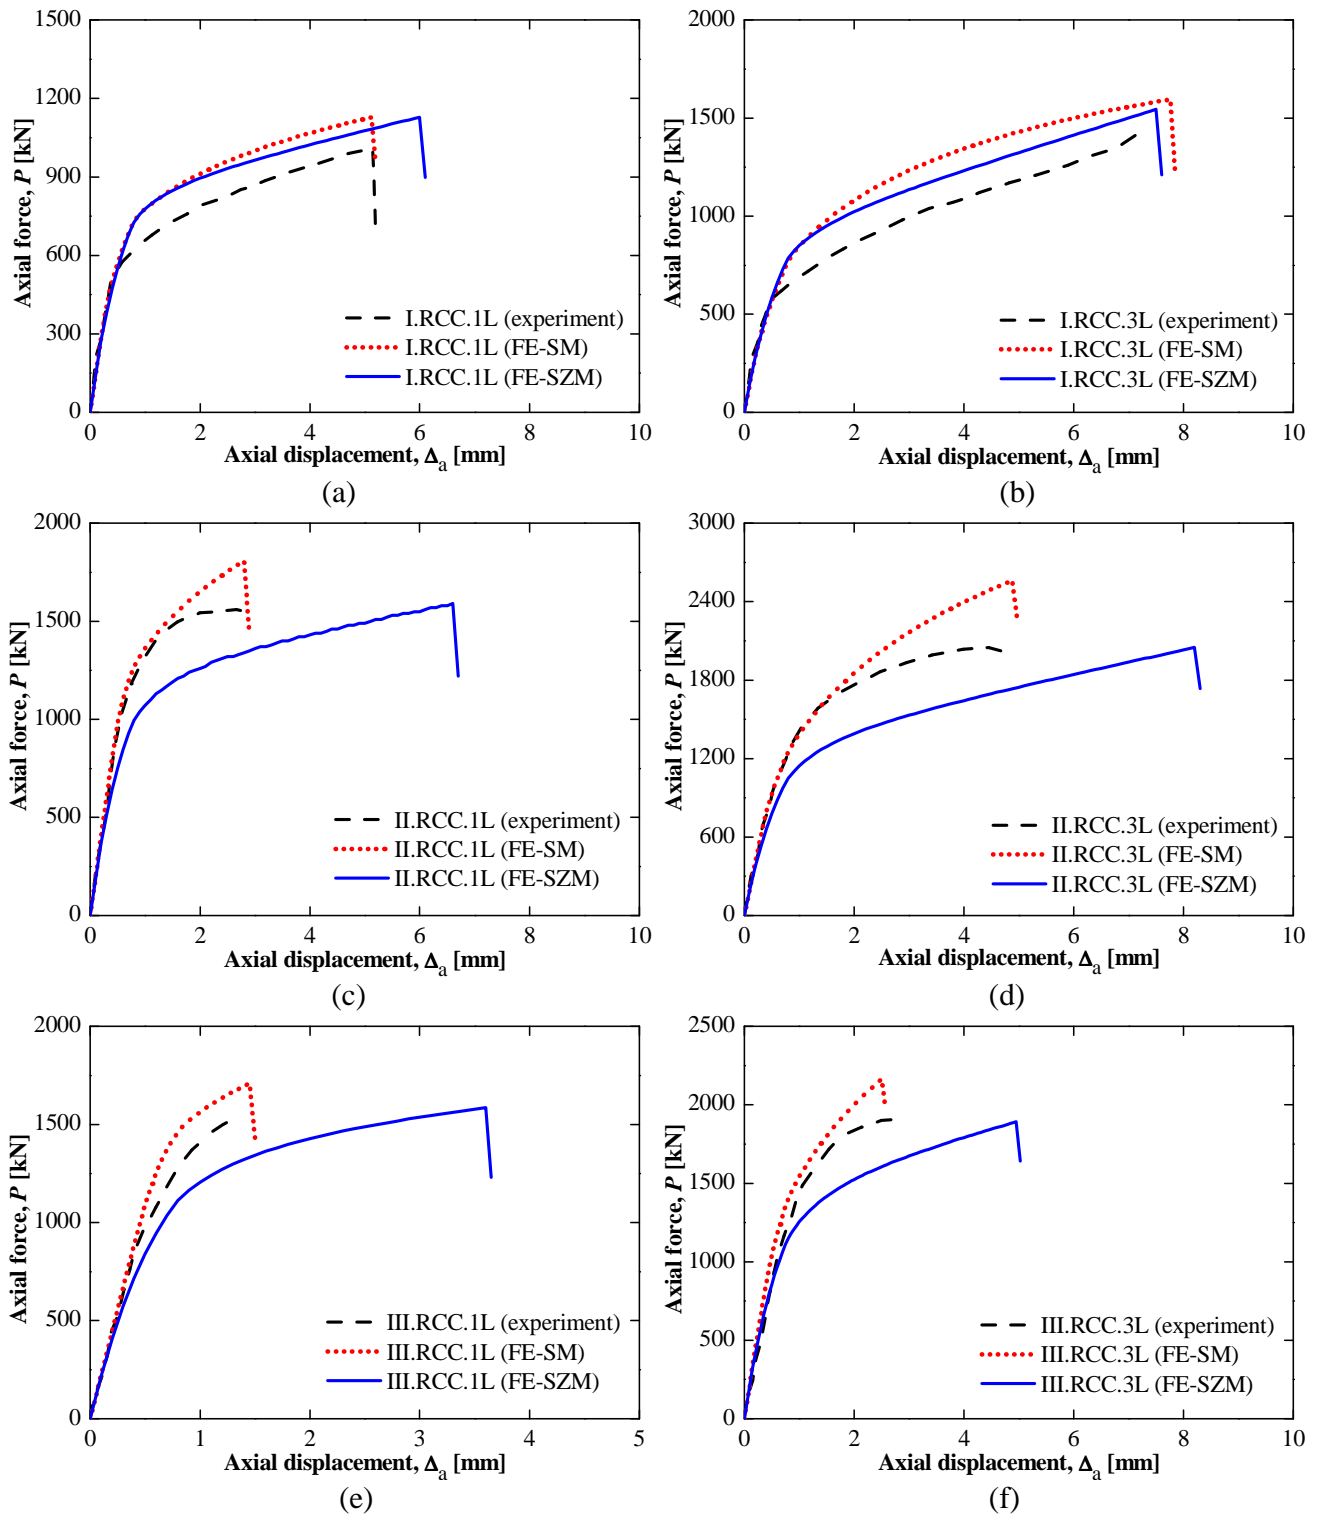 1500
1200
900
600
300
0
0 2 4 6 8 10
Axial force, P [kN]
Axial displacement, Δa [mm]
I.RCC.1L (experiment)
I.RCC.1L (FE-SM)
I.RCC.1L (FE-SZM)
(a)
2000
1500
1000
500
0
0 2 4 6 8 10
Axial force, P [kN]
Axial displacement, Δa [mm]
I.RCC.3L (experiment)
I.RCC.3L (FE-SM)
I.RCC.3L (FE-SZM)
(b)
2000
1500
1000
500
0
0 2 4 6 8 10
Axial force, P [kN]
Axial displacement, Δa [mm]
II.RCC.1L (experiment)
II.RCC.1L (FE-SM)
II.RCC.1L (FE-SZM)
(c)
3000
2400
1800
1200
600
0
0 2 4 6 8 10
Axial force, P [kN]
Axial displacement, Δa [mm]
II.RCC.3L (experiment)
II.RCC.3L (FE-SM)
II.RCC.3L (FE-SZM)
(d)
2000
1500
1000
500
0
0 1 2 3 4 5
Axial force, P [kN]
Axial displacement, Δa [mm]
III.RCC.1L (experiment)
III.RCC.1L (FE-SM)
III.RCC.1L (FE-SZM)
(e)
2500
2000
1500
1000
500
0
0 2 4 6 8 10
Axial force, P [kN]
Axial displacement, Δa [mm]
III.RCC.3L (experiment)
III.RCC.3L (FE-SM)
III.RCC.3L (FE-SZM)
(f)